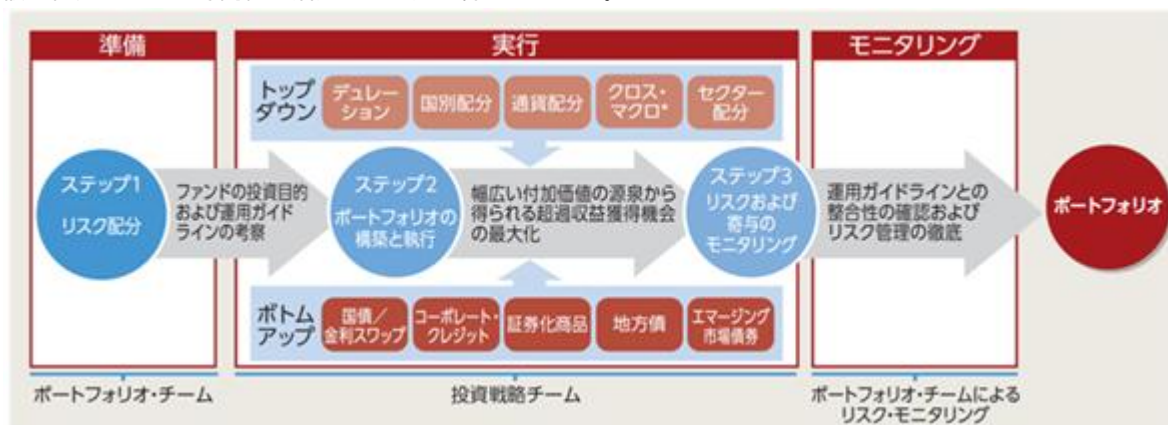 準備
実行
モニタリング
トップ
ダウン
デュレー
ション
国別配分
通貨配分
クロス・
マクロ*
セクター
配分
ステップ1
リスク配分
ファンドの投資目的
および運用ガイド
ラインの考察
ステップ2
ポートフォリオの
構築と執行
幅広い付加価値の源泉から
得られる超過収益獲得機会
の最大化
ステップ3
リスクおよび
寄与の
モニタリング
運用ガイドラインとの
整合性の確認および
リスク管理の徹底
ポートフォリオ
ボトム
アップ
国債/
金利スワップ
コーポレート・
クレジット
証券化商品
地方債
エマージング
市場債券
ポートフォリオ・チーム
投資戦略チーム
ポートフォリオ・チームによる
リスク・モニタリング